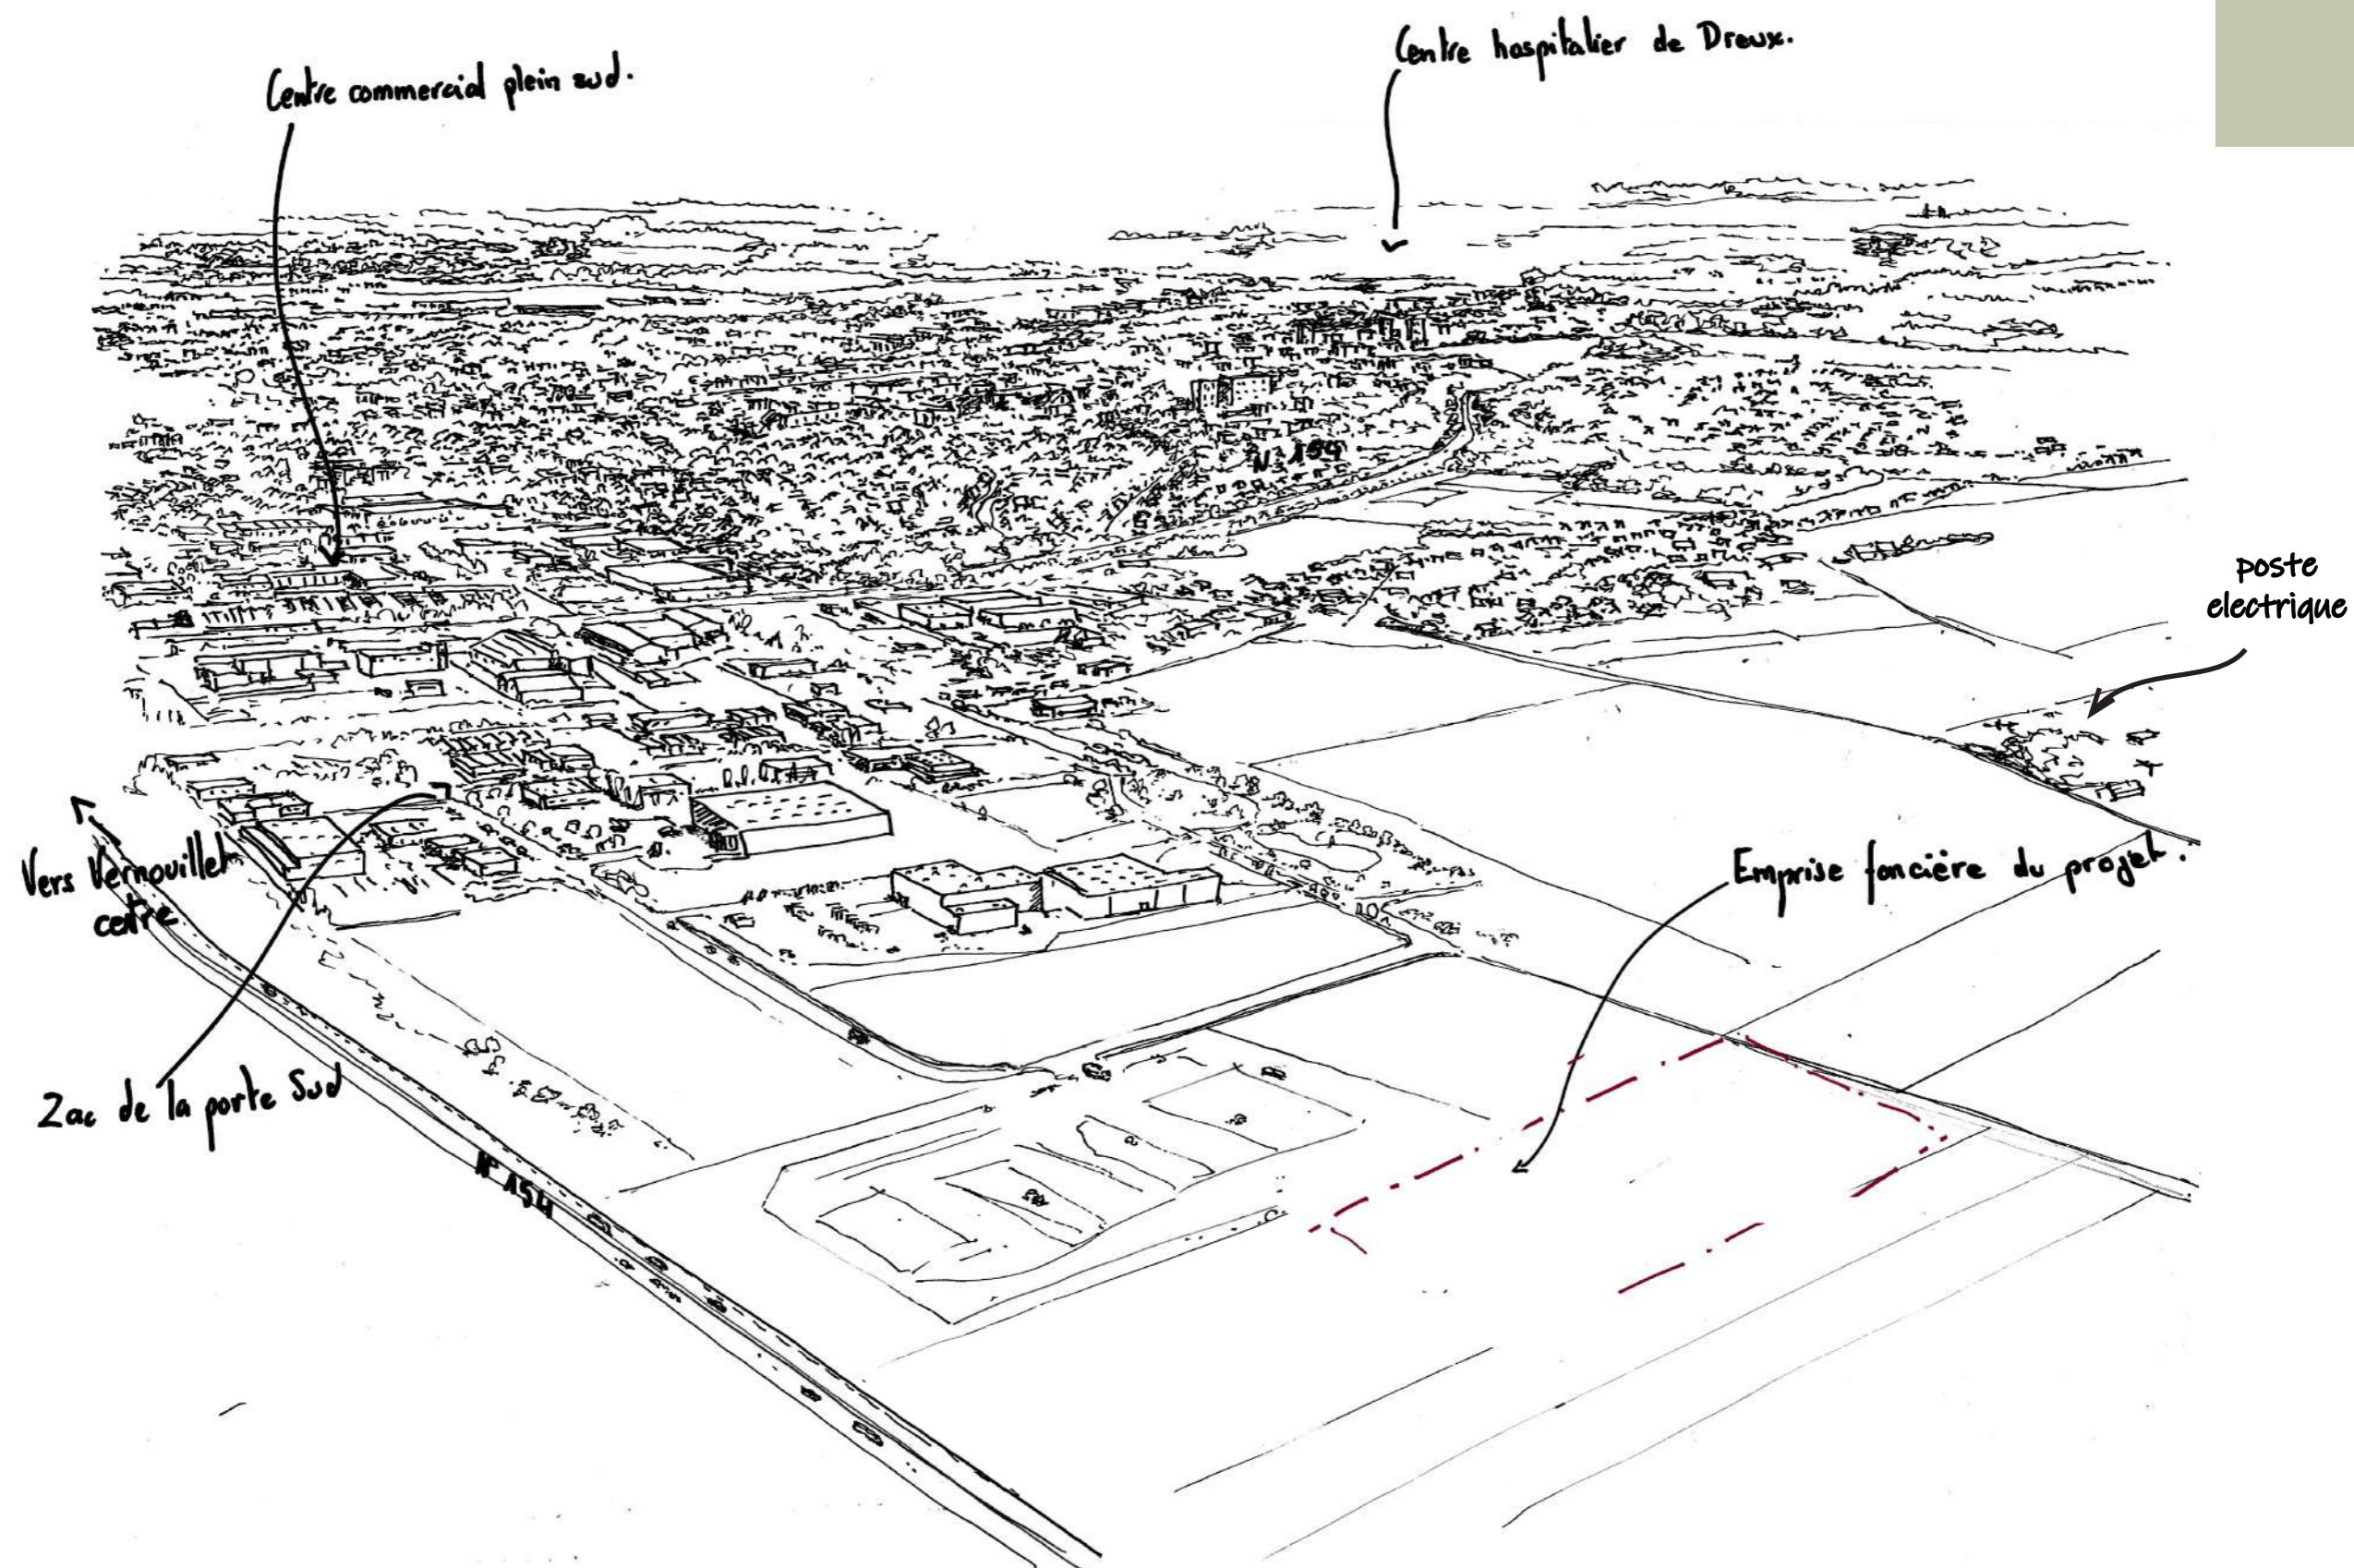 Centre hospitalier de Dreux.
Centre commercial plein sud.
N 154
poste
electrique
Vers Vernouillet
centre
Emprise foncière du projet.
Zac de la porte Sud
N 154